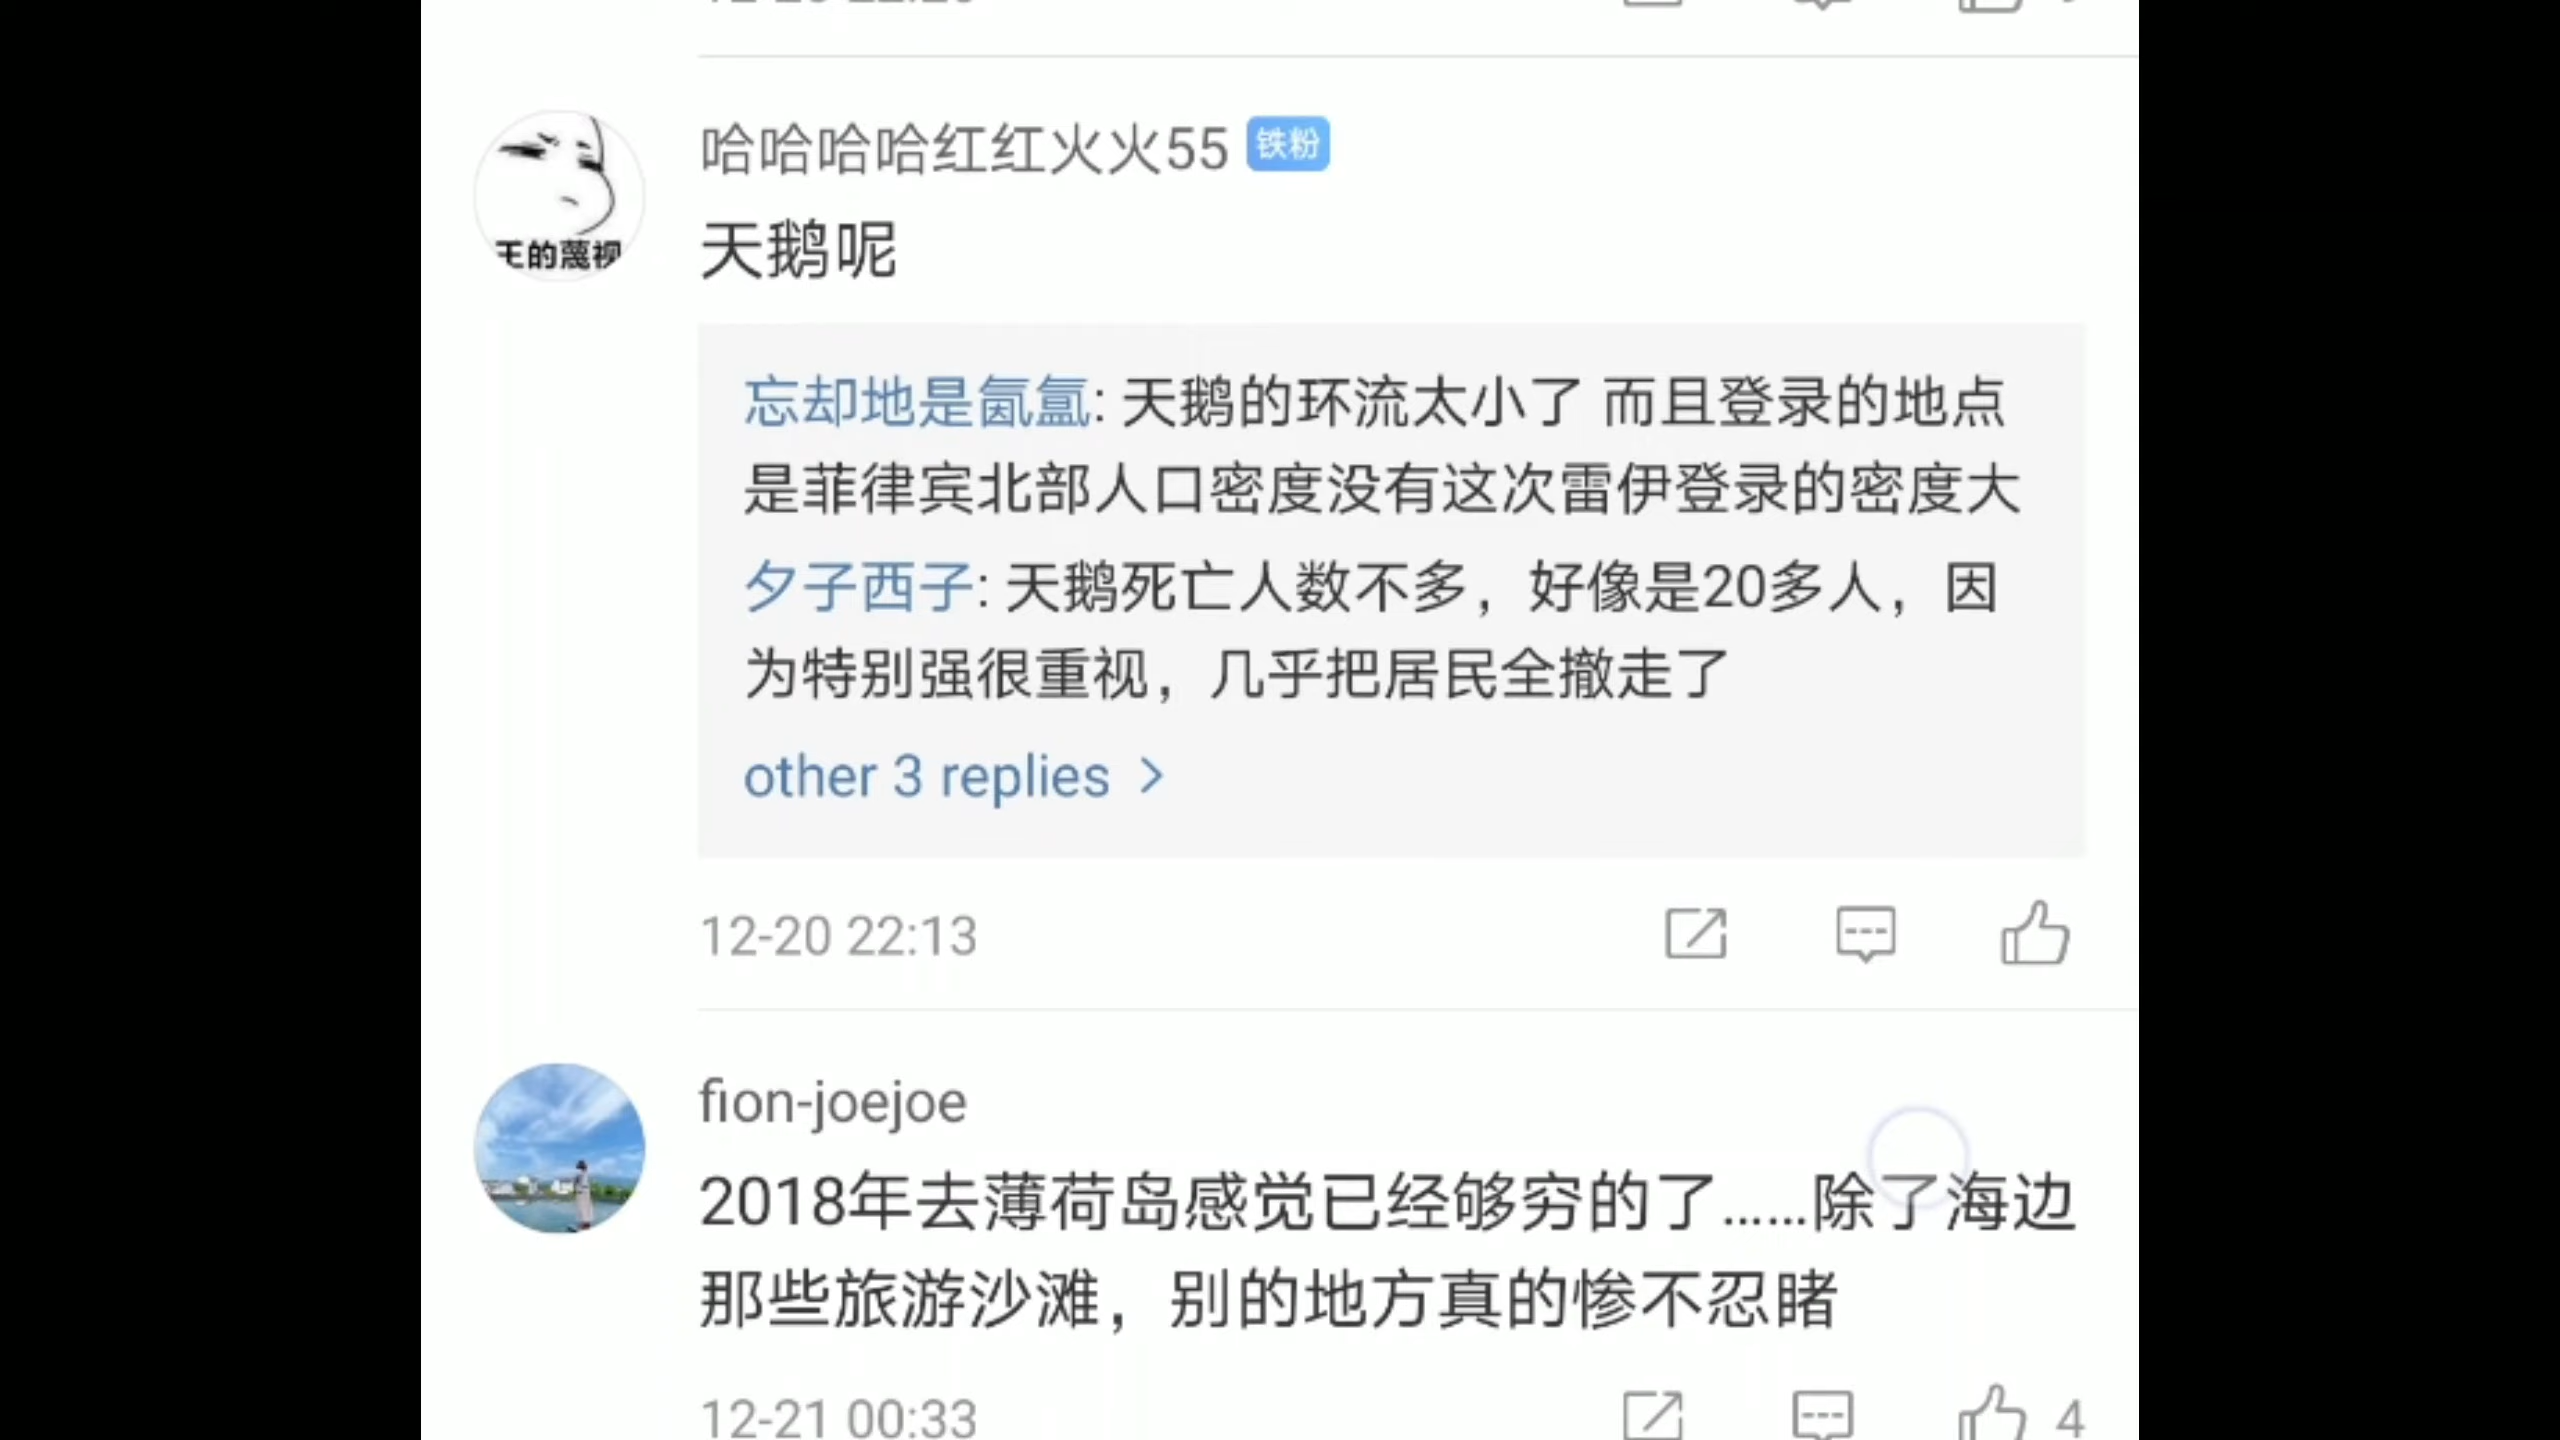 哈哈哈哈红红火火55 铁粉
王的蔑视
天鹅呢
忘却地是氤氲: 天鹅的环流太小了 而且登录的地点
是菲律宾北部人口密度没有这次雷伊登录的密度大
夕子西子: 天鹅死亡人数不多，好像是20多人，因
为特别强很重视，几乎把居民全撤走了
other 3 replies >
12-20 22:13
fion-joejoe
2018年去薄荷岛感觉已经够穷的了……除了海边
那些旅游沙滩，别的地方真的惨不忍睹
12-21 00:33
4